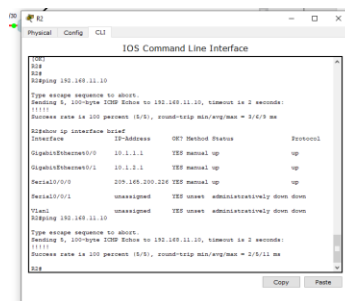 R2
Physical Config CLI
IOS Command Line Interface
[OK]
R2#
R2#
R2#ping 192.168.11.10
Type escape sequence to abort.
Sending 5, 100-byte ICMP Echos to 192.168.11.10, timeout is 2 seconds:
!!!!!
Success rate is 100 percent (5/5), round-trip min/avg/max = 3/6/9 ms
R2#show ip interface brief
Interface IP-Address OK? Method Status Protocol
GigabitEthernet0/0 10.1.1.1 YES manual up up
GigabitEthernet0/1 10.1.2.1 YES manual up up
Serial0/0/0 209.165.200.226 YES manual up up
Serial0/0/1 unassigned YES unset administratively down down
Vlan1 unassigned YES unset administratively down down
R2#ping 192.168.11.10
Type escape sequence to abort.
Sending 5, 100-byte ICMP Echos to 192.168.11.10, timeout is 2 seconds:
!!!!!
Success rate is 100 percent (5/5), round-trip min/avg/max = 2/5/11 ms
R2#
Copy Paste